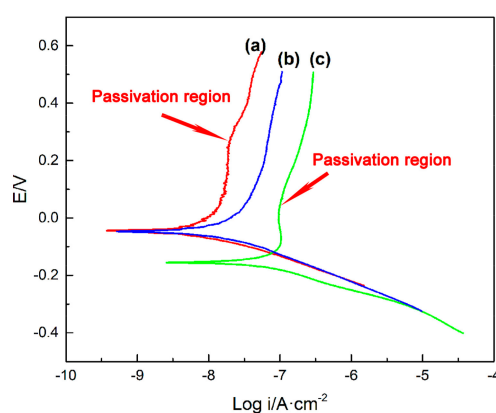 (a)
(b)
(c)
Passivation region
Passivation region
E/V
0.6
0.4
0.2
0.0
-0.2
-0.4
-10
-9
-8
-7
-6
-5
-4
Log i/A·cm⁻²